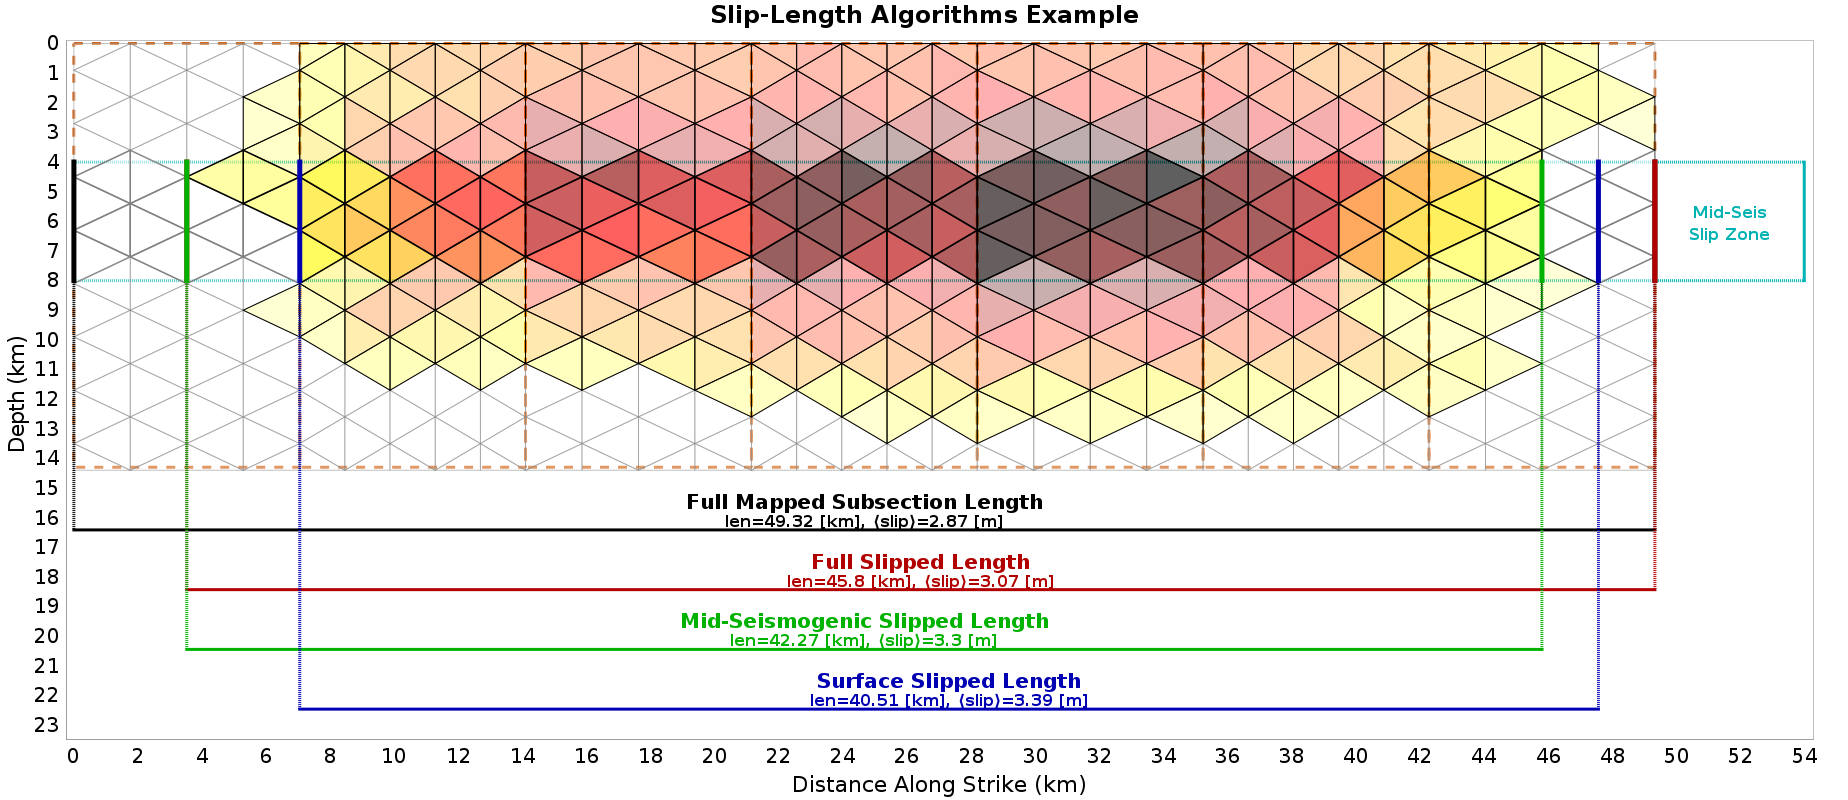 Slip-Length Algorithms Example
0
1
2
3
4
5
6
7
8
9
10
11
12
13
14
15
16
17
18
19
20
21
22
23
Depth (km)
Mid-Seis
Slip Zone
Full Mapped Subsection Length
len=49.32 [km], ⟨slip⟩=2.87 [m]
Full Slipped Length
len=45.8 [km], ⟨slip⟩=3.07 [m]
Mid-Seismogenic Slipped Length
len=42.27 [km], ⟨slip⟩=3.3 [m]
Surface Slipped Length
len=40.51 [km], ⟨slip⟩=3.39 [m]
0 2 4 6 8 10 12 14 16 18 20 22 24 26 28 30 32 34 36 38 40 42 44 46 48 50 52 54
Distance Along Strike (km)